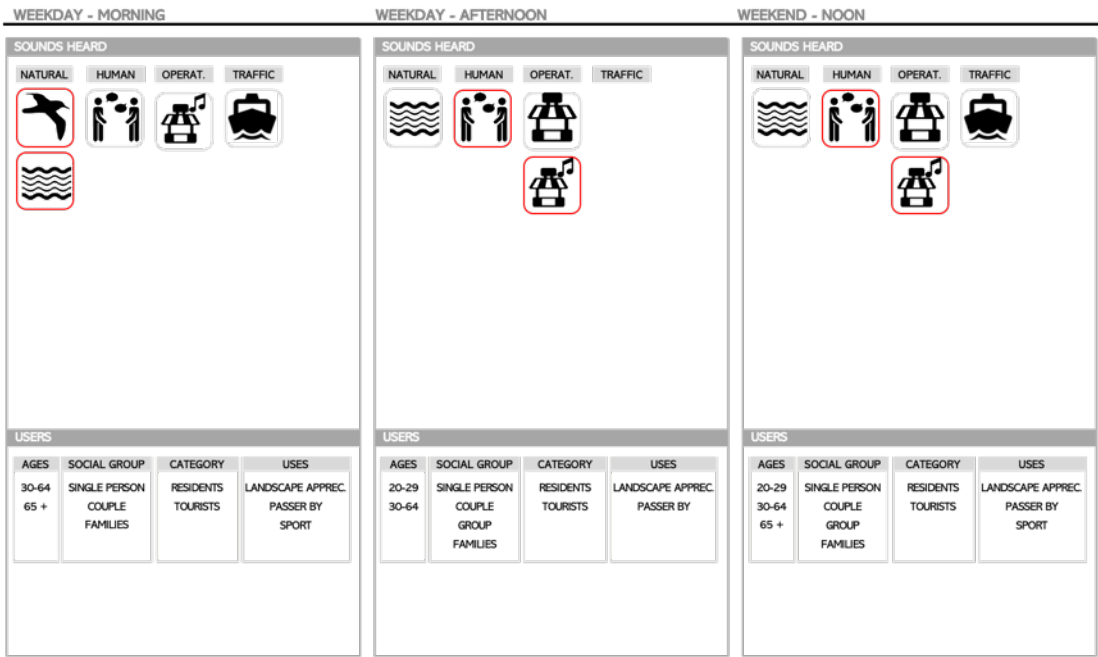 WEEKDAY - MORNING
SOUNDS HEARD
NATURAL HUMAN OPERAT. TRAFFIC
USERS
AGES SOCIAL GROUP CATEGORY USES
30-64 SINGLE PERSON RESIDENTS LANDSCAPE APPREC.
65 + COUPLE TOURISTS PASSER BY
FAMILIES SPORT
WEEKDAY - AFTERNOON
SOUNDS HEARD
NATURAL HUMAN OPERAT. TRAFFIC
USERS
AGES SOCIAL GROUP CATEGORY USES
20-29 SINGLE PERSON RESIDENTS LANDSCAPE APPREC.
30-64 COUPLE TOURISTS PASSER BY
GROUP
FAMILIES
WEEKEND - NOON
SOUNDS HEARD
NATURAL HUMAN OPERAT. TRAFFIC
USERS
AGES SOCIAL GROUP CATEGORY USES
20-29 SINGLE PERSON RESIDENTS LANDSCAPE APPREC.
30-64 COUPLE TOURISTS PASSER BY
65 + GROUP SPORT
FAMILIES